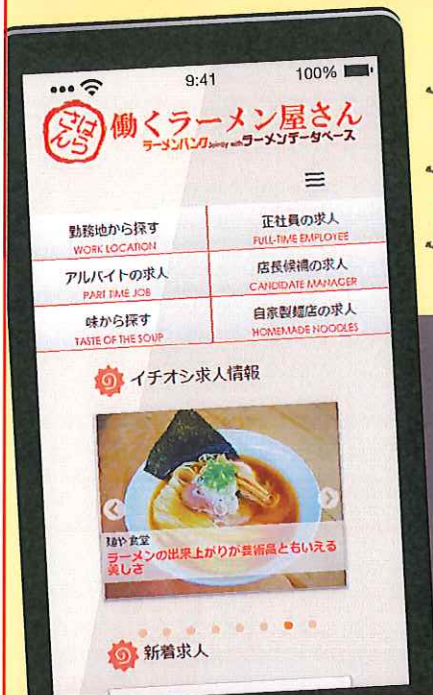 9:41
100%
はらさんく
働くラーメン屋さん
ラーメンバンク Jointly with ラーメンデータベース
勤務地から探す
WORK LOCATION
正社員の求人
FULL-TIME EMPLOYEE
アルバイトの求人
PART TIME JOB
店長候補の求人
CANDIDATE MANAGER
味から探す
TASTE OF THE SOUP
自家製麺店の求人
HOMEMADE NOODLES
イチオシ求人情報
麺や食堂
ラーメンの出来上がりが芸術品ともいえる
美しさ
新着求人